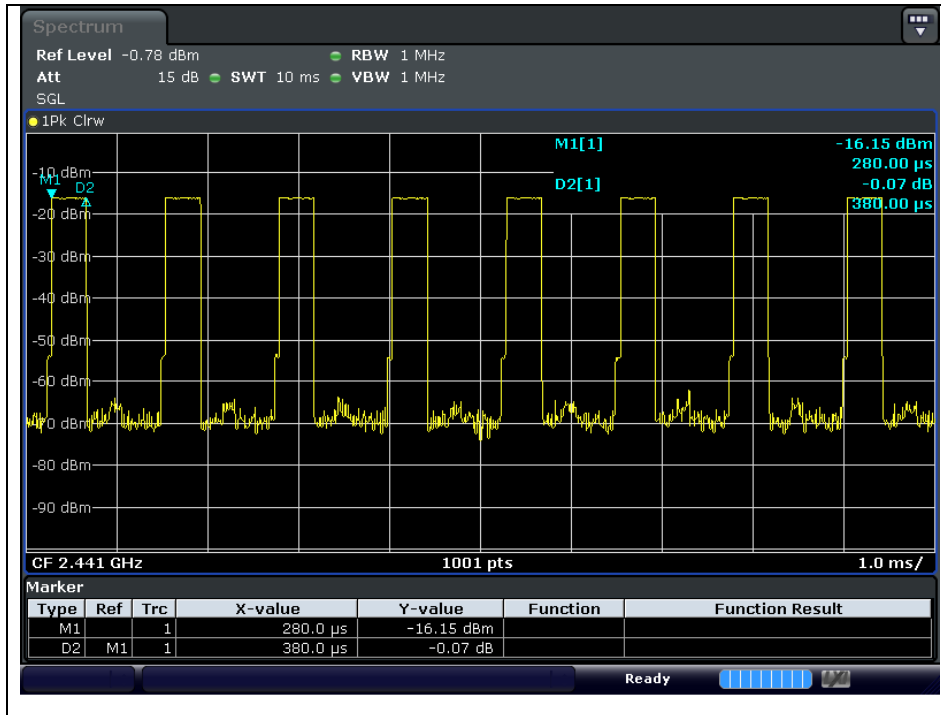 Spectrum
Ref Level -0.78 dBm RBW 1 MHz
Att 15 dB SWT 10 ms VBW 1 MHz
SGL
1Pk Clrw
M1[1] -16.15 dBm
280.00 µs
-10 dBm
M1 D2
D2[1] -0.07 dB
380.00 µs
-20 dBm
-30 dBm
-40 dBm
-50 dBm
-60 dBm
-70 dBm
-80 dBm
-90 dBm
CF 2.441 GHz 1001 pts 1.0 ms/
Marker
Type Ref Trc X-value Y-value Function Function Result
M1 1 280.0 µs -16.15 dBm
D2 M1 1 380.0 µs -0.07 dB
Ready